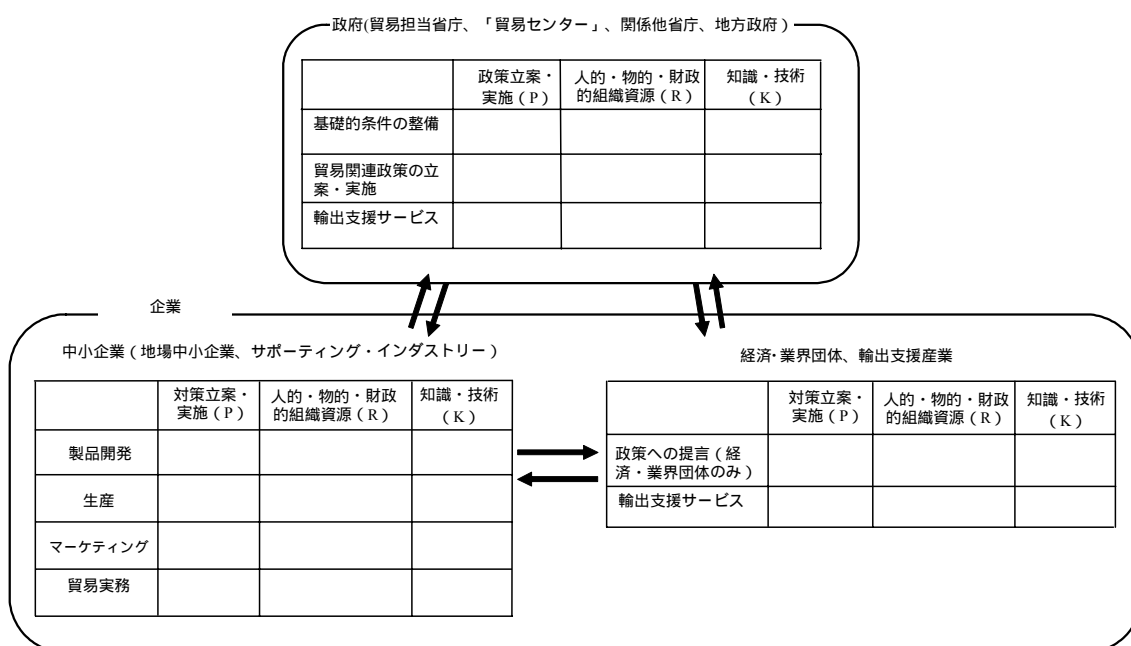 政府(貿易担当省庁、「貿易センター」、関係他省庁、地方政府)
政策立案・
実施(P)
人的・物的・財政
的組織資源(R)
知識・技術
(K)
基礎的条件の整備
貿易関連政策の立
案・実施
輸出支援サービス
企業
中小企業(地場中小企業、サポーティング・インダストリー)
対策立案・
実施(P)
人的・物的・財政
的組織資源(R)
知識・技術
(K)
製品開発
生産
マーケティング
貿易実務
経済・業界団体、輸出支援産業
対策立案・
実施(P)
人的・物的・財政
的組織資源(R)
知識・技術
(K)
政策への提言(経
済・業界団体のみ)
輸出支援サービス